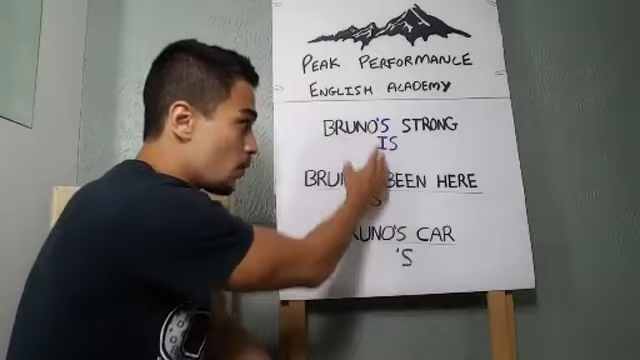 PEAK PERFORMANCE
ENGLISH ACADEMY
BRUNO'S STRONG
IS
BEEN HERE
CAR
'S